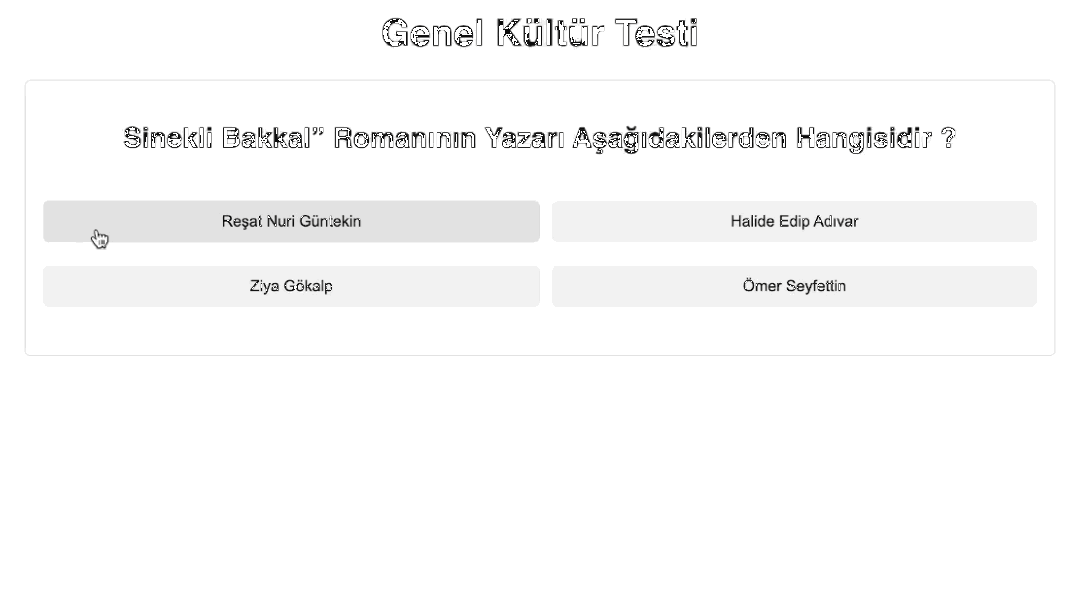 Genel Kültür Testi
Sinekli Bakkal” Romanının Yazarı Aşağıdakilerden Hangisidir ?
Reşat Nuri Güntekin
Halide Edip Adıvar
Ziya Gökalp
Ömer Seyfettin